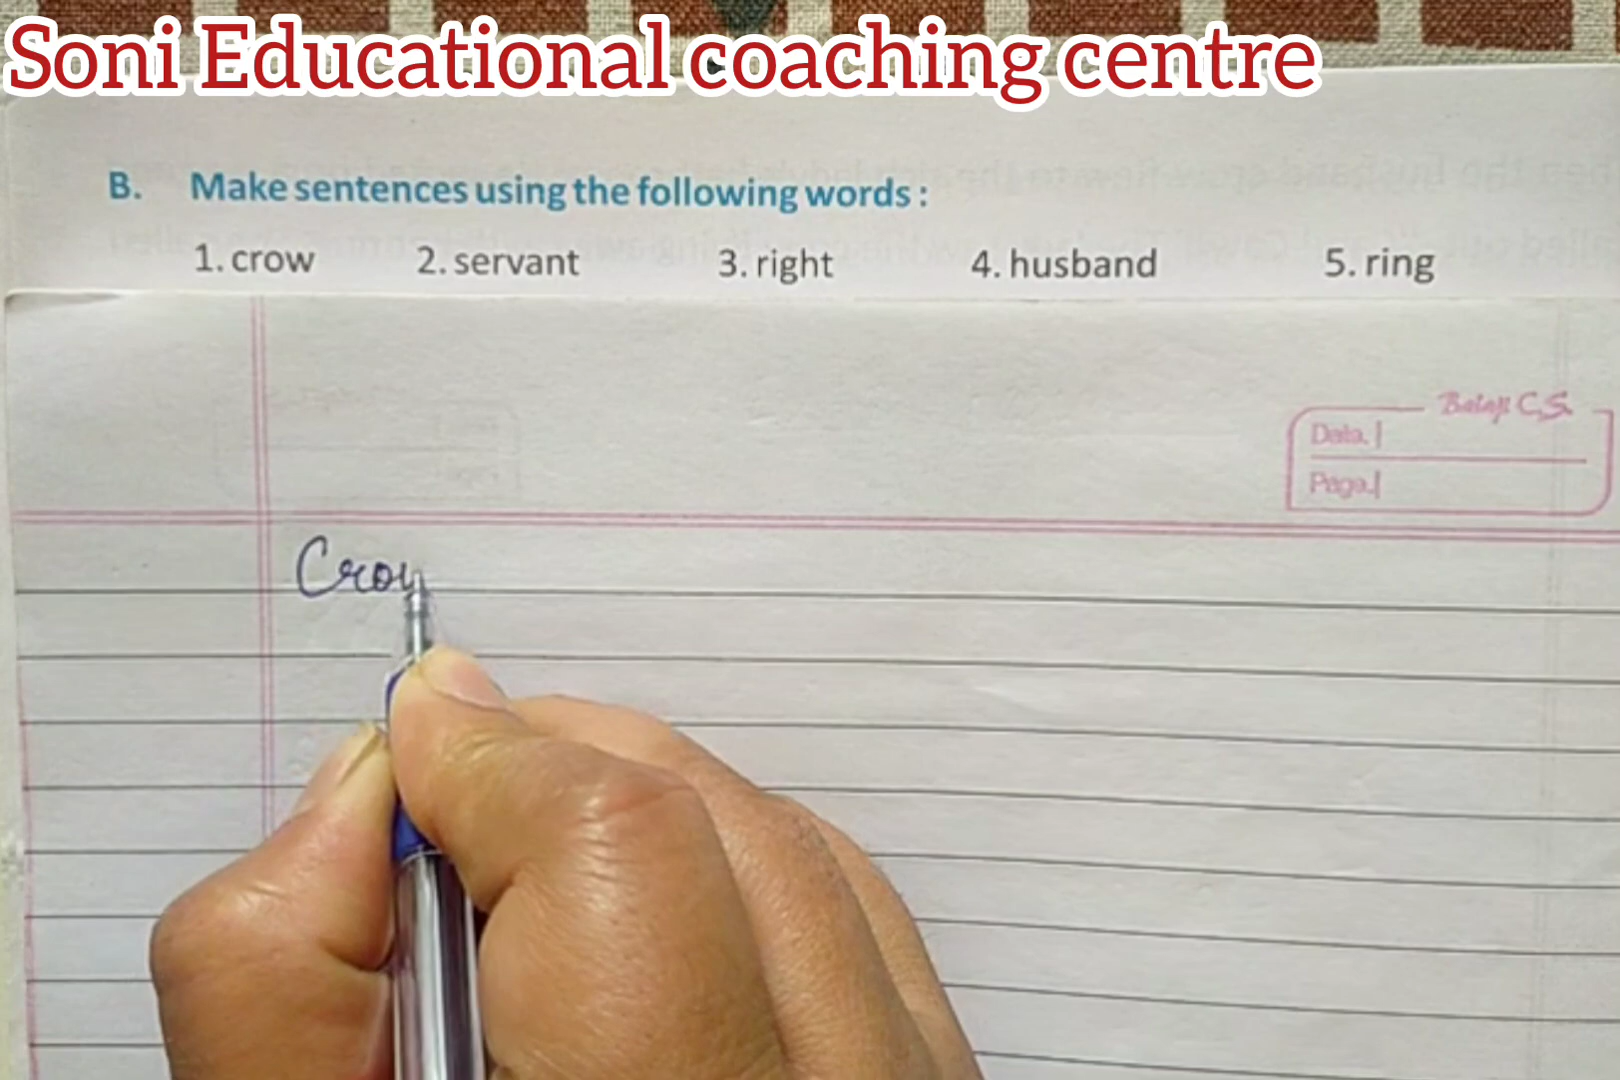 Soni Educational coaching centre
B. Make sentences using the following words :
1. crow 2. servant 3. right 4. husband 5. ring
C.S.
Date.
Page.
Crow